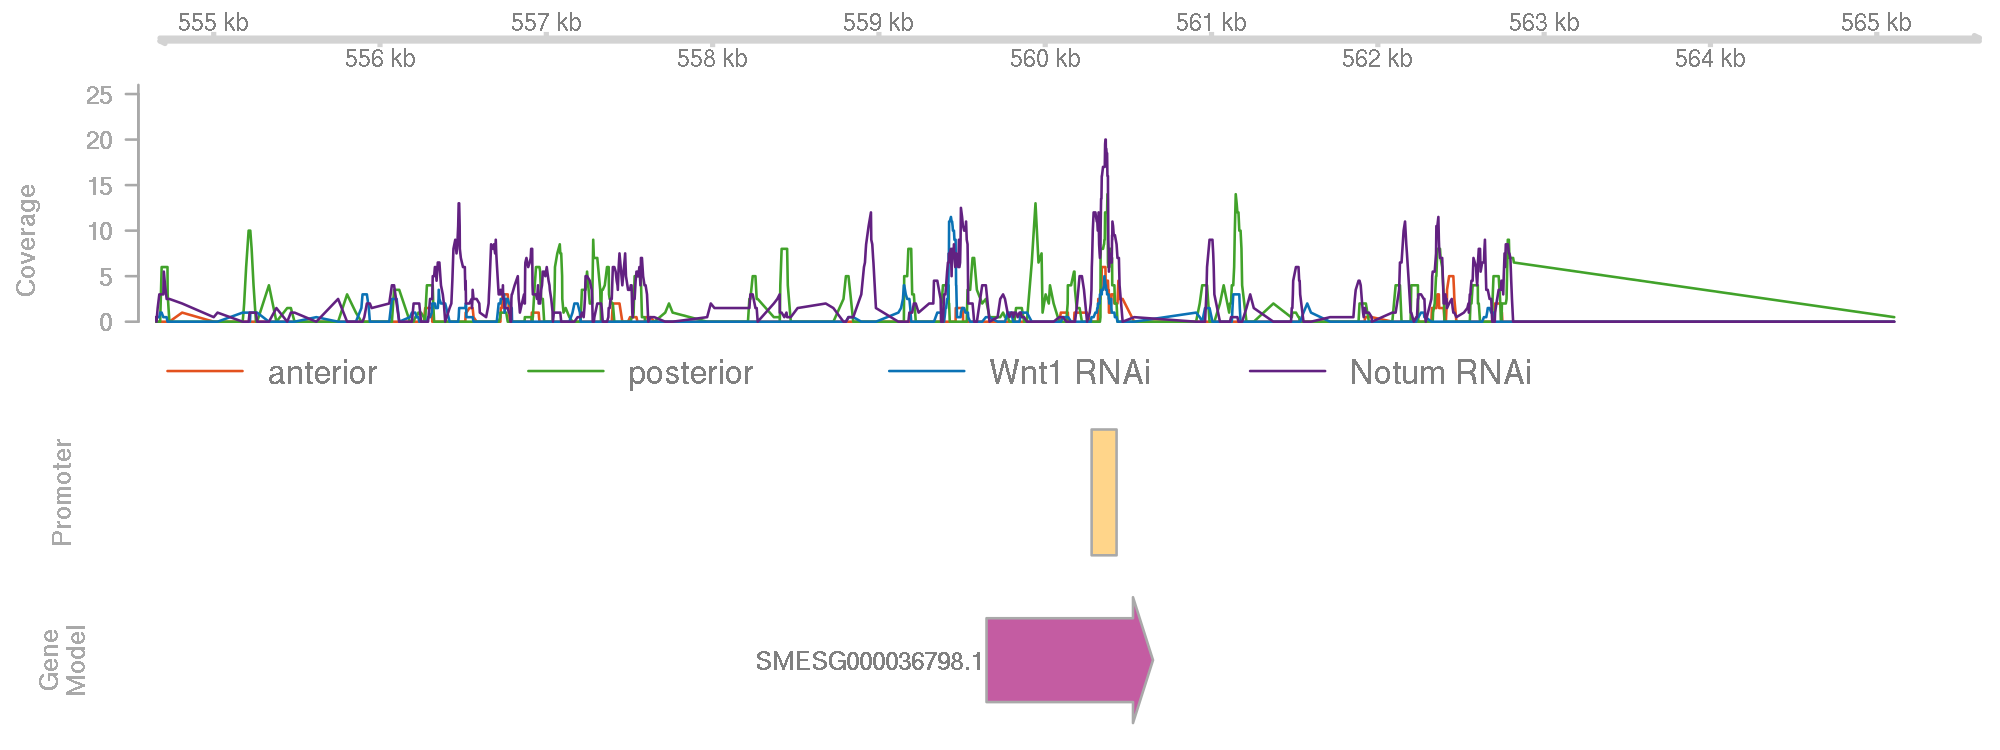 555 kb 557 kb 559 kb 561 kb 563 kb 565 kb
556 kb 558 kb 560 kb 562 kb 564 kb
Coverage
25
20
15
10
5
0
anterior posterior Wnt1 RNAi Notum RNAi
Promoter
Gene
Model
SMESG000036798.1